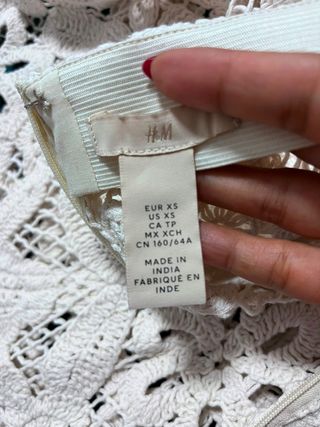 H&M
EUR XS
US XS
CA TP
MX XCH
CN 160/64A
MADE IN
INDIA
FABRIQUÉ EN
INDE